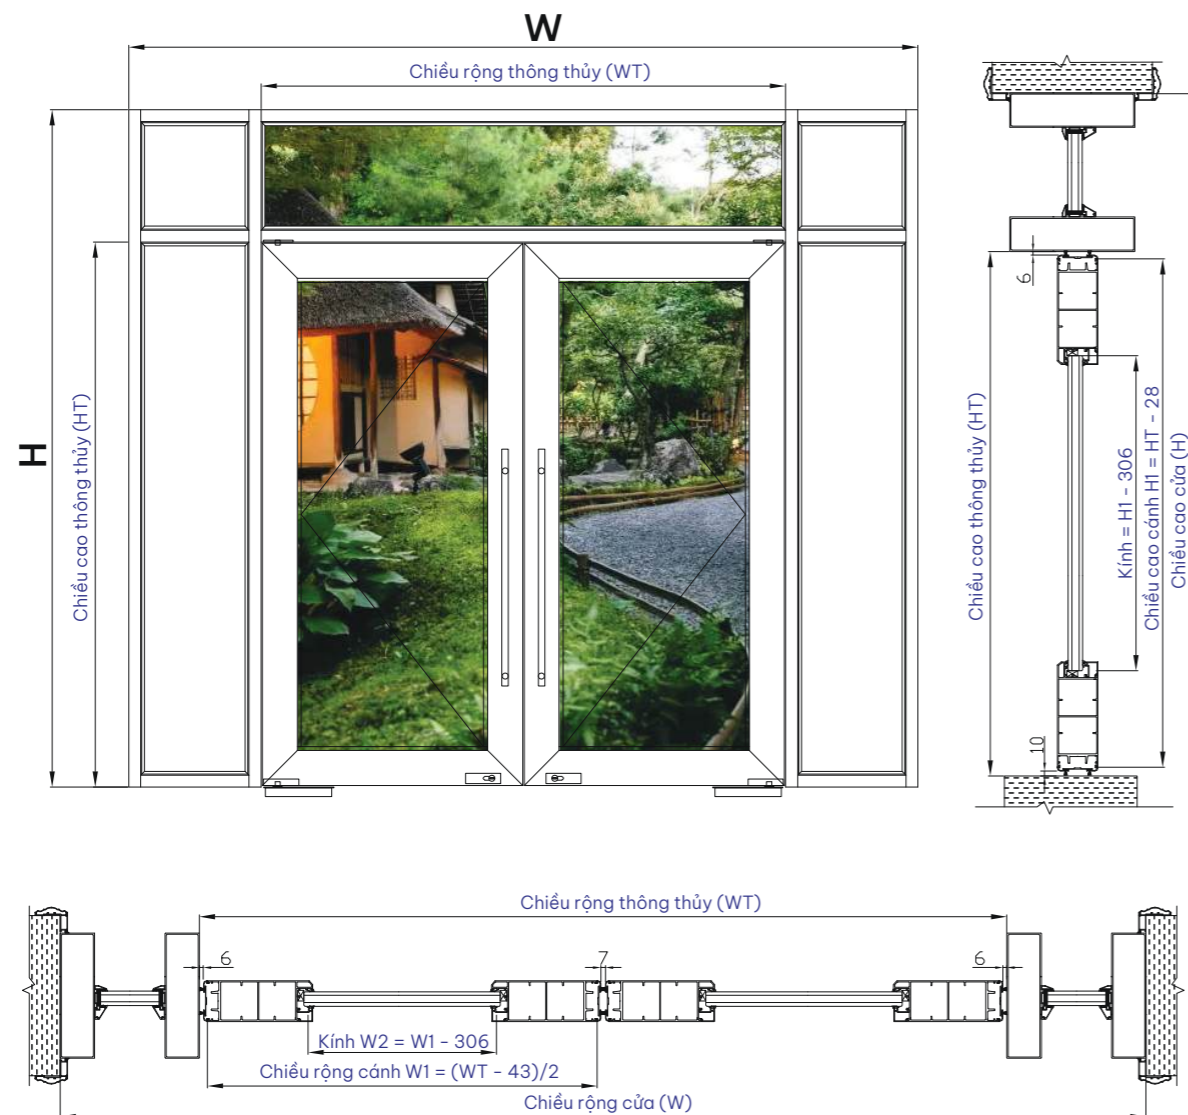 W
Chiều rộng thông thủy (WT)
H
Chiều cao thông thủy (HT)
6
Chiều cao thông thủy (HT)
Kính = H1 - 306
Chiều cao cánh H1 = HT - 28
Chiều cao cửa (H)
10
Chiều rộng thông thủy (WT)
6
7
6
Kính W2 = W1 - 306
Chiều rộng cánh W1 = (WT - 43)/2
Chiều rộng cửa (W)